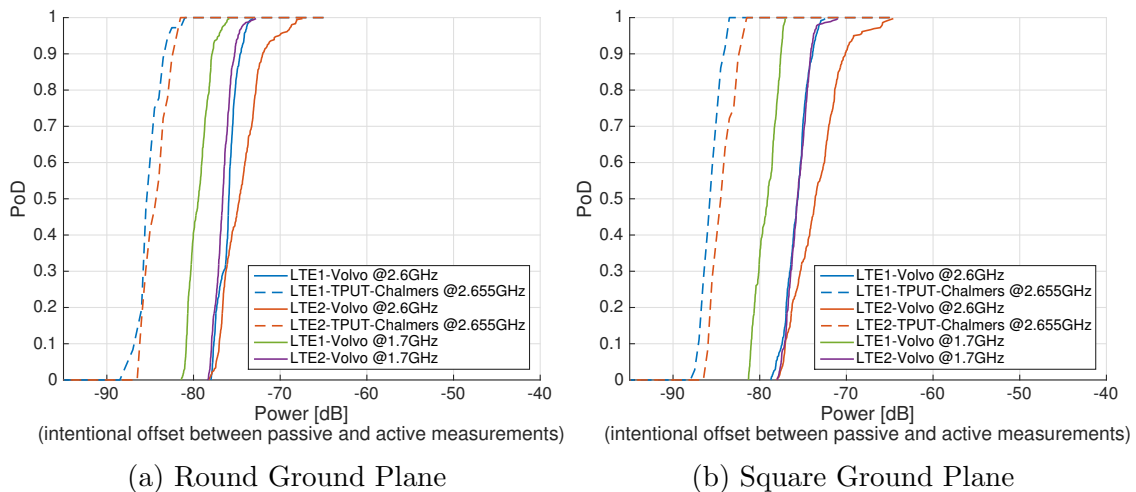 1
0.9
0.8
0.7
0.6
0.5
0.4
0.3
0.2
0.1
0
PoD
LTE1-Volvo @2.6GHz
LTE1-TPUT-Chalmers @2.655GHz
LTE2-Volvo @2.6GHz
LTE2-TPUT-Chalmers @2.655GHz
LTE1-Volvo @1.7GHz
LTE2-Volvo @1.7GHz
-90 -80 -70 -60 -50 -40
Power [dB]
(intentional offset between passive and active measurements)
(a) Round Ground Plane
1
0.9
0.8
0.7
0.6
0.5
0.4
0.3
0.2
0.1
0
PoD
LTE1-Volvo @2.6GHz
LTE1-TPUT-Chalmers @2.655GHz
LTE2-Volvo @2.6GHz
LTE2-TPUT-Chalmers @2.655GHz
LTE1-Volvo @1.7GHz
LTE2-Volvo @1.7GHz
-90 -80 -70 -60 -50 -40
Power [dB]
(intentional offset between passive and active measurements)
(b) Square Ground Plane